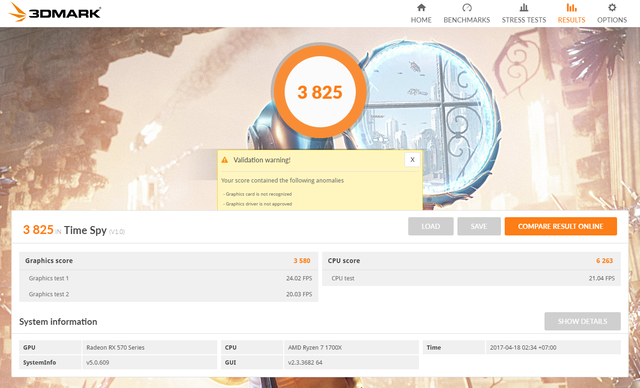 3DMARK
HOME BENCHMARKS STRESS TESTS RESULTS OPTIONS
3 825
Validation warning! X
Your score contained the following anomalies
- Graphics card is not recognised
- Graphics driver is not approved
3 825 IN Time Spy (V1.0) LOAD SAVE COMPARE RESULT ONLINE
Graphics score 3 580 CPU score 6 263
Graphics test 1 24.02 FPS CPU test 21.04 FPS
Graphics test 2 20.03 FPS
System information SHOW DETAILS
GPU Radeon RX 570 Series CPU AMD Ryzen 7 1700X Time 2017-04-18 02:34 +07:00
SystemInfo v5.0.609 GUI v2.3.3682 64